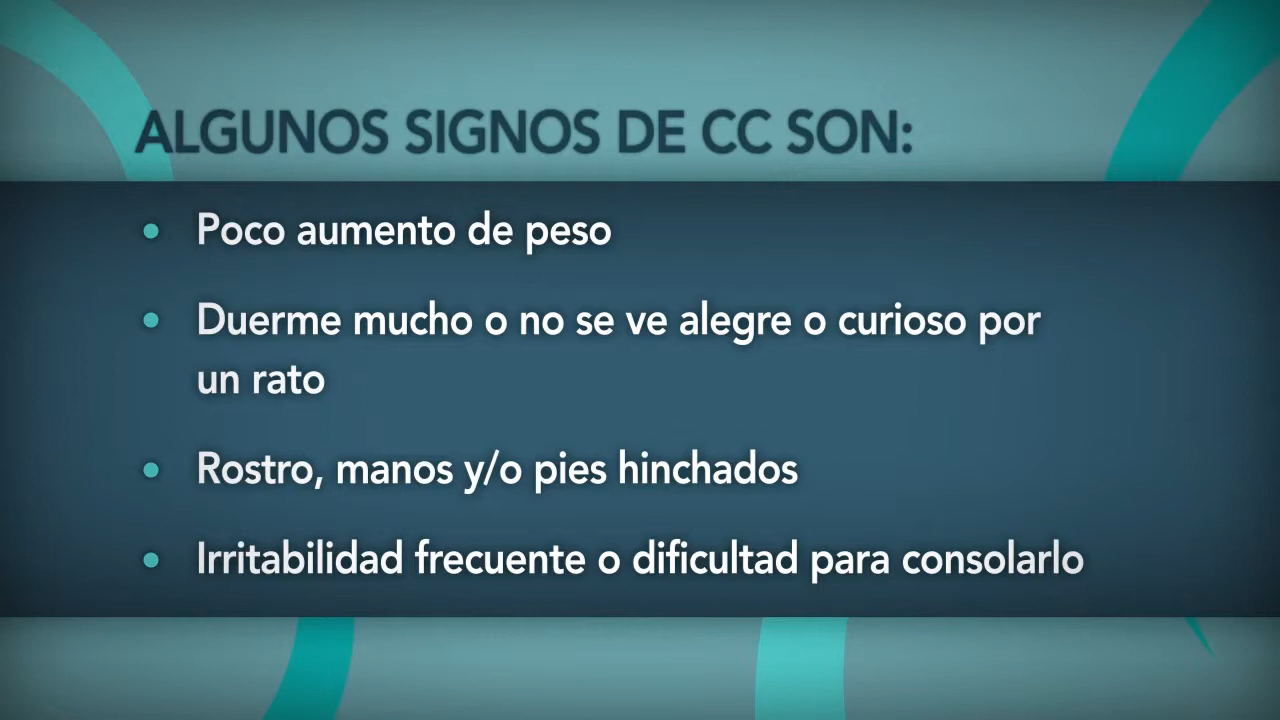 ALGUNOS SIGNOS DE CC SON:
• Poco aumento de peso
• Duerme mucho o no se ve alegre o curioso por
un rato
• Rostro, manos y/o pies hinchados
• Irritabilidad frecuente o dificultad para consolarlo